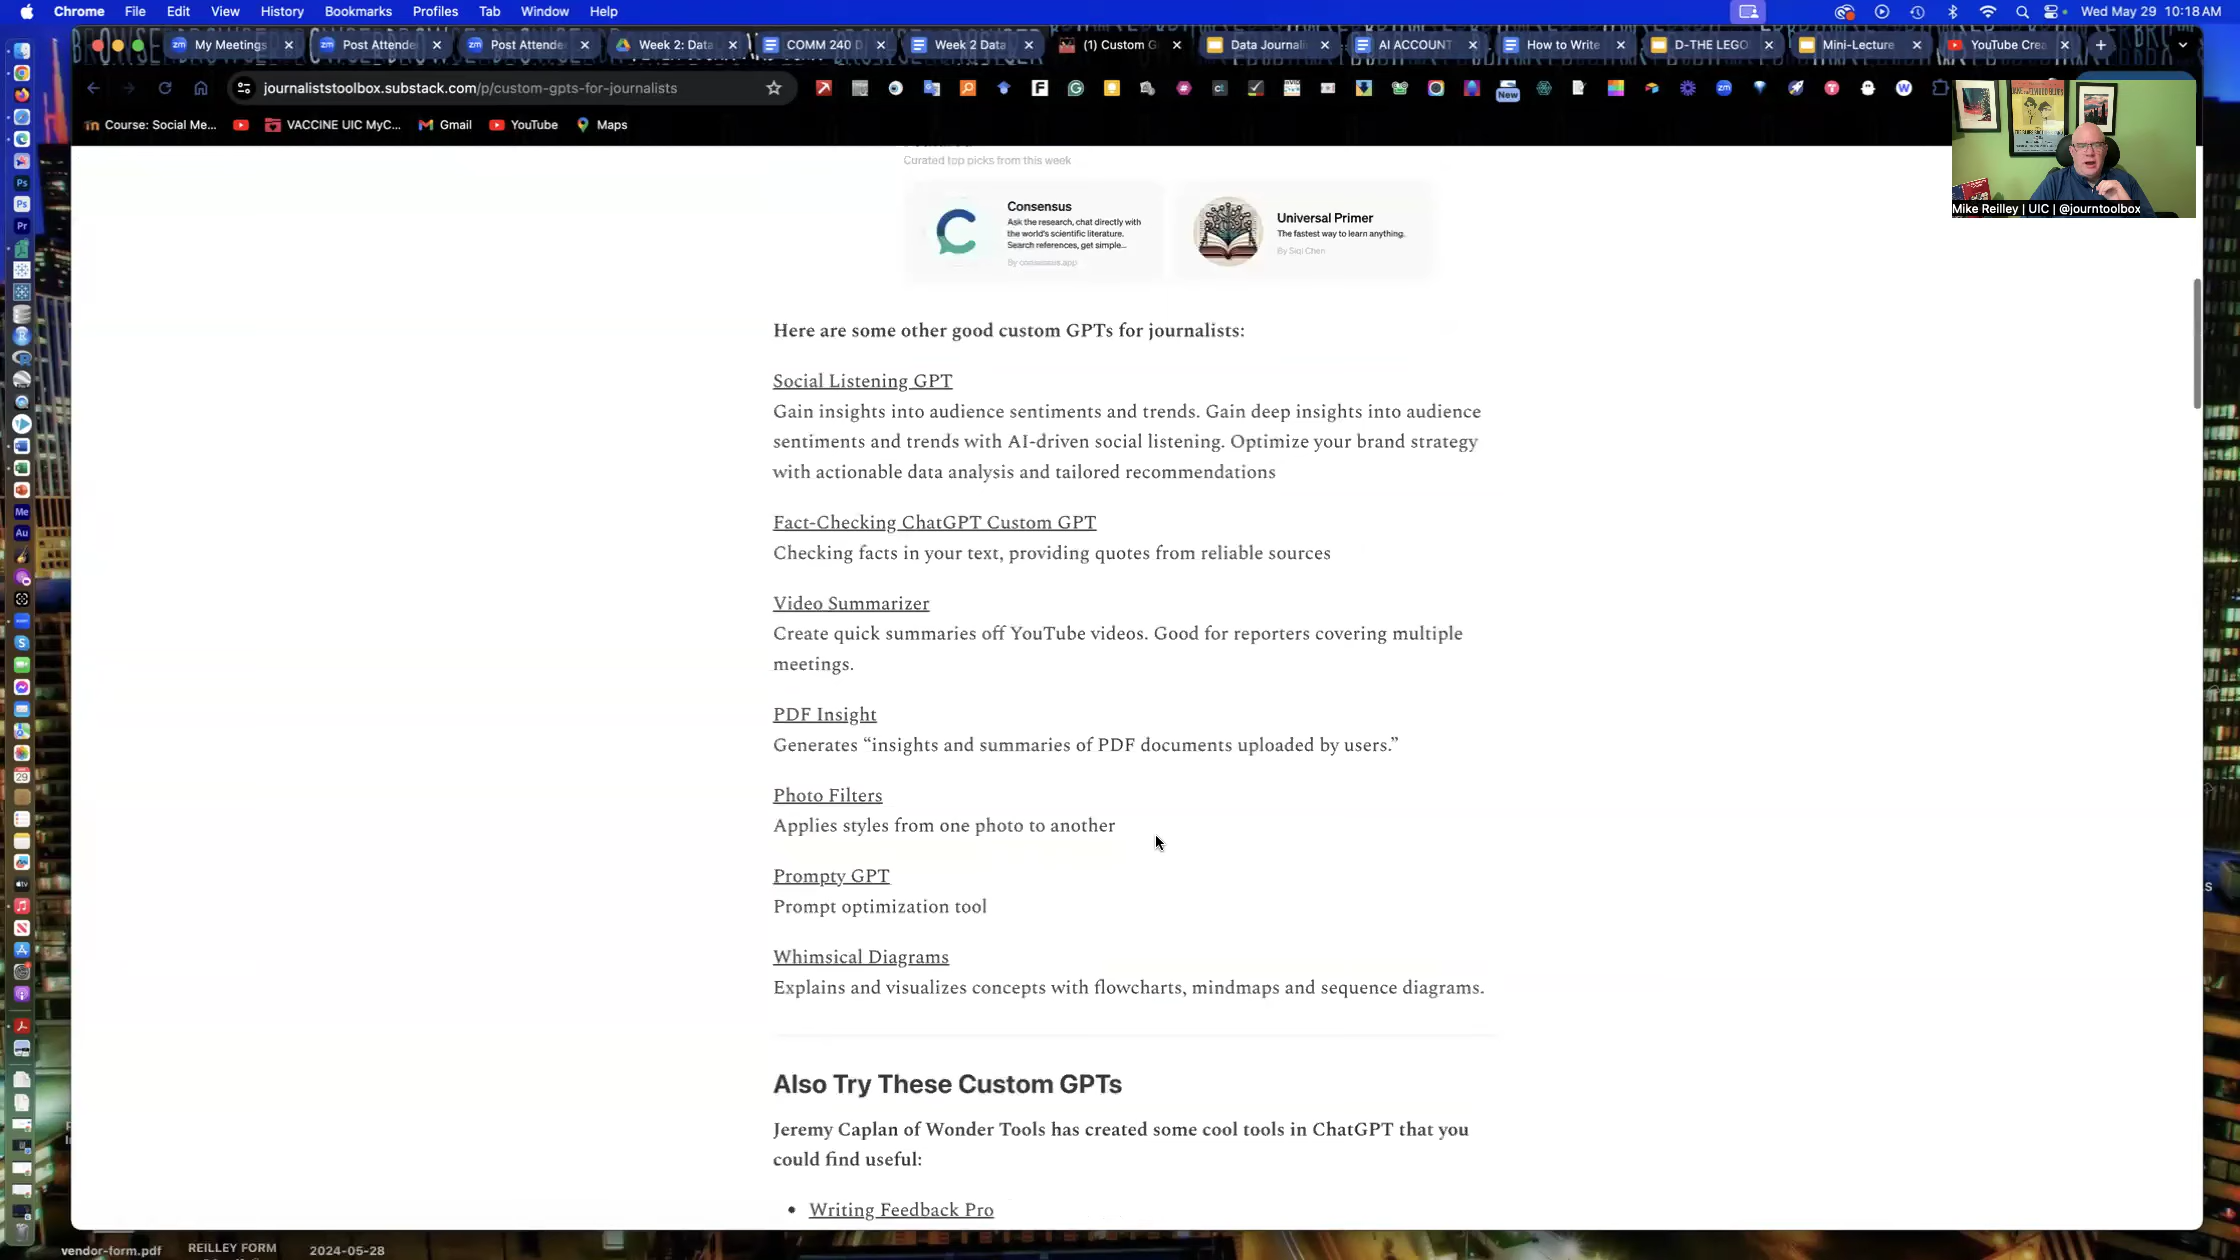 Chrome File Edit View History Bookmarks Profiles Tab Window Help
Wed May 29 10:18 AM
My Meetings
Post Attende
Post Attende
Week 2: Data
COMM 240 D
Week 2 Data
(1) Custom G
Data Journali
AI ACCOUNT
How to Write
D-THE LEGO
Mini-Lecture
YouTube Crea
journaliststoolbox.substack.com/p/custom-gpts-for-journalists
New
Course: Social Me...
VACCINE UIC MyC...
Gmail
YouTube
Maps
Mike Reilley | UIC | @journtoolbox
Curated top picks from this week
Consensus
Ask the research, chat directly with
the world's scientific literature.
Search references, get simple...
By consensus.app
Universal Primer
The fastest way to learn anything.
By Siqi Chen
Here are some other good custom GPTs for journalists:
Social Listening GPT
Gain insights into audience sentiments and trends. Gain deep insights into audience
sentiments and trends with AI-driven social listening. Optimize your brand strategy
with actionable data analysis and tailored recommendations
Fact-Checking ChatGPT Custom GPT
Checking facts in your text, providing quotes from reliable sources
Video Summarizer
Create quick summaries off YouTube videos. Good for reporters covering multiple
meetings.
PDF Insight
Generates “insights and summaries of PDF documents uploaded by users.”
Photo Filters
Applies styles from one photo to another
Prompty GPT
Prompt optimization tool
Whimsical Diagrams
Explains and visualizes concepts with flowcharts, mindmaps and sequence diagrams.
Also Try These Custom GPTs
Jeremy Caplan of Wonder Tools has created some cool tools in ChatGPT that you
could find useful:
• Writing Feedback Pro
vendor-form.pdf
REILLEY FORM
2024-05-28